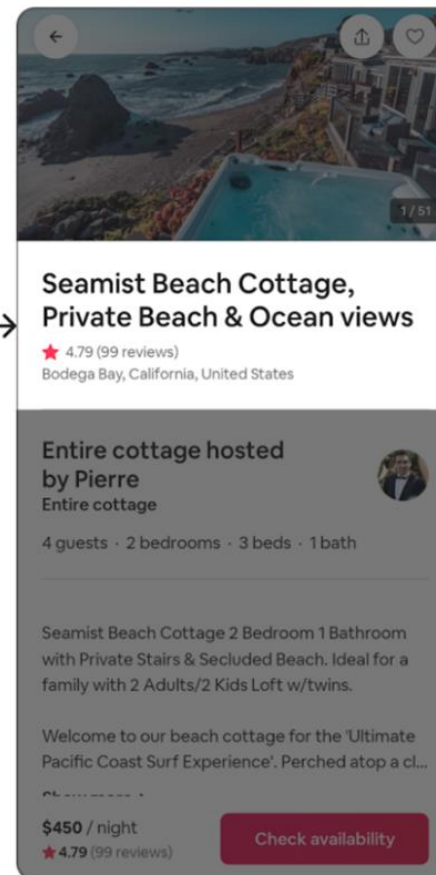 1/51
Seamist Beach Cottage,
Private Beach & Ocean views
4.79 (99 reviews)
Bodega Bay, California, United States
Entire cottage hosted
by Pierre
Entire cottage
4 guests · 2 bedrooms · 3 beds · 1 bath
Seamist Beach Cottage 2 Bedroom 1 Bathroom
with Private Stairs & Secluded Beach. Ideal for a
family with 2 Adults/2 Kids Loft w/twins.
Welcome to our beach cottage for the 'Ultimate
Pacific Coast Surf Experience'. Perched atop a cl...
$450 / night
Check availability
4.79 (99 reviews)